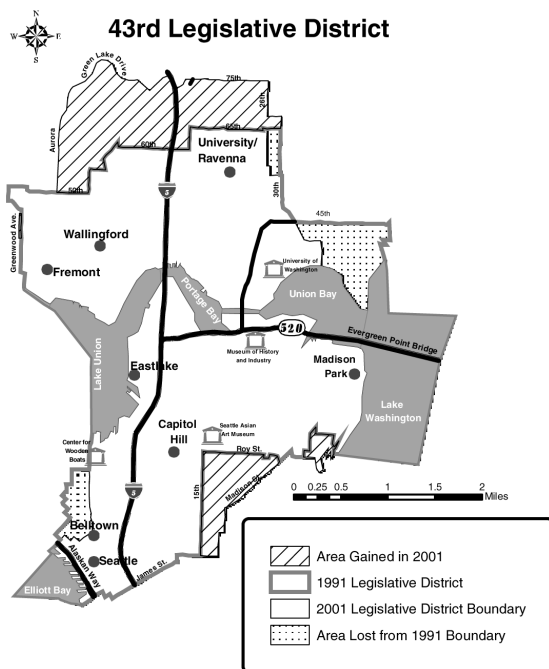 43rd Legislative District
N
W
E
S
Green Lake Drive
75th
26th
Aurora
65th
60th
University/
Ravenna
50th
30th
5
45th
Greenwood Ave.
Wallingford
Fremont
University of
Washington
Portage Bay
Union Bay
520
Evergreen Point Bridge
Museum of History
and Industry
Lake Union
Eastlake
Madison
Park
Lake
Washington
Capitol
Hill
Seattle Asian
Art Museum
Center for
Wooden
Boats
Roy St.
15th
Madison St.
5
0 0.25 0.5 1 1.5 2
Miles
Belltown
Seattle
Alaskan Way
James St.
Elliott Bay
Area Gained in 2001
1991 Legislative District
2001 Legislative District Boundary
Area Lost from 1991 Boundary